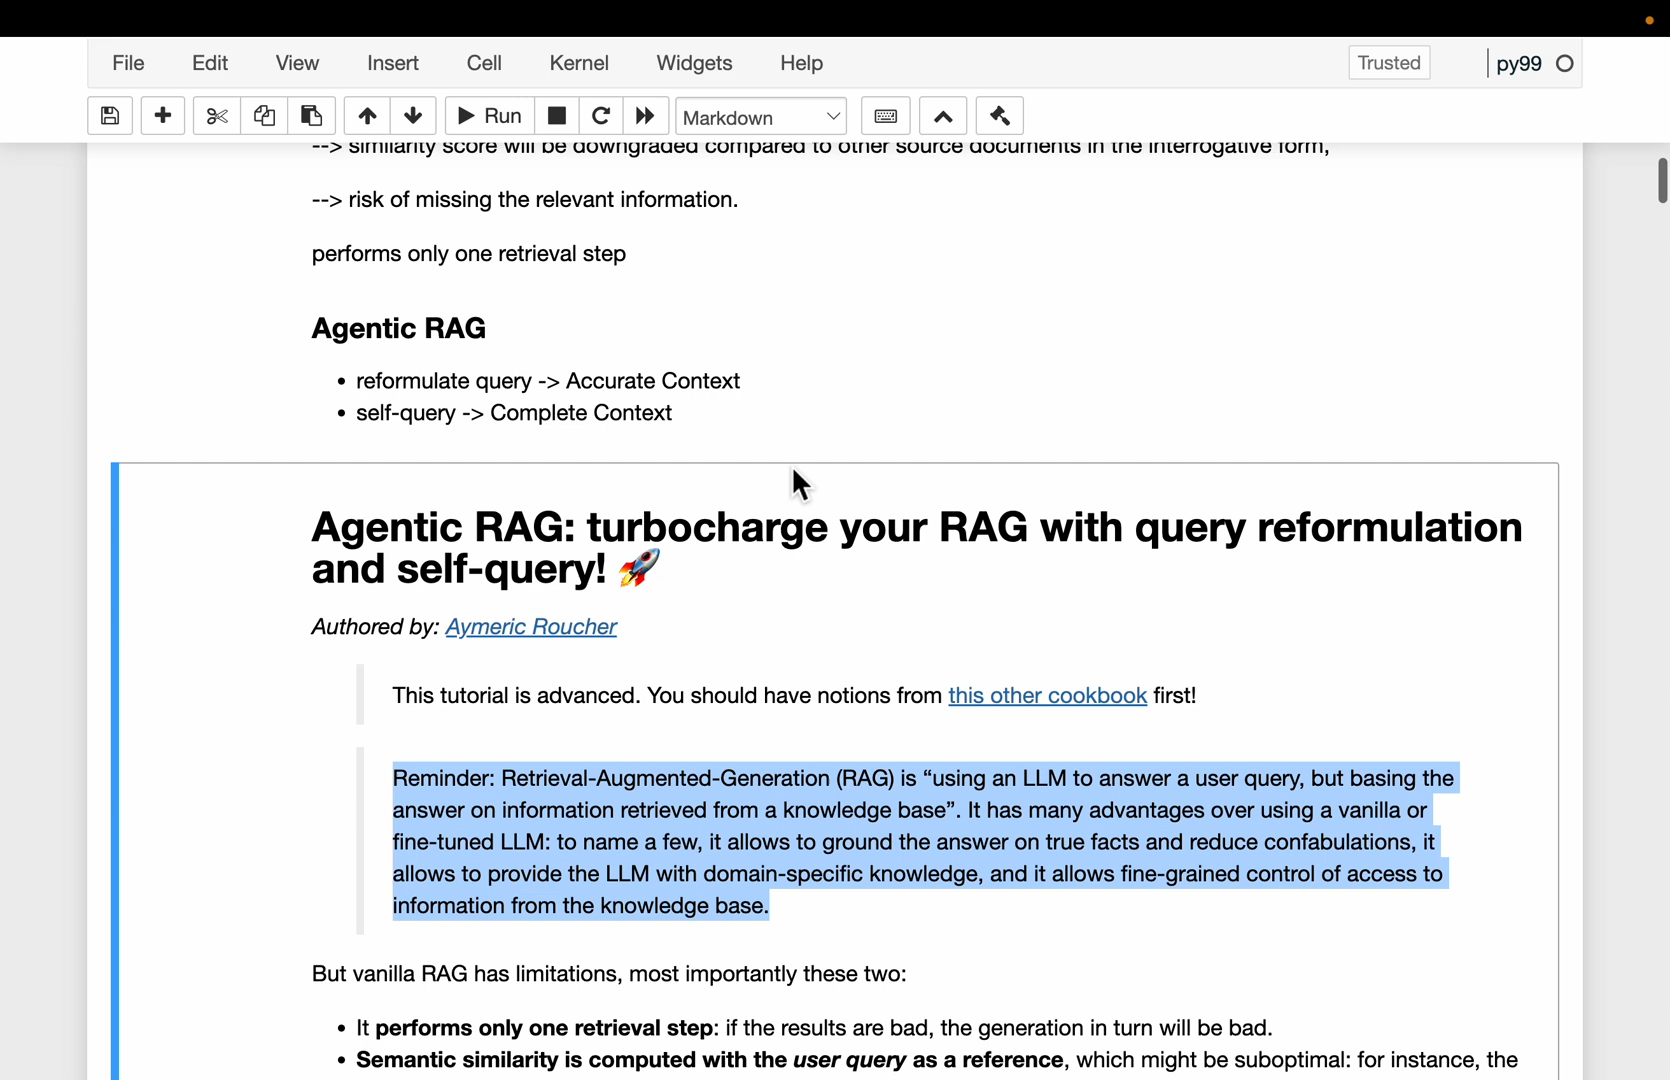 File Edit View Insert Cell Kernel Widgets Help Trusted py99
Run Markdown
--> similarity score will be downgraded compared to other source documents in the interrogative form,
--> risk of missing the relevant information.
performs only one retrieval step
Agentic RAG
• reformulate query -> Accurate Context
• self-query -> Complete Context
Agentic RAG: turbocharge your RAG with query reformulation
and self-query! 🚀
Authored by: Aymeric Roucher
This tutorial is advanced. You should have notions from this other cookbook first!
Reminder: Retrieval-Augmented-Generation (RAG) is “using an LLM to answer a user query, but basing the
answer on information retrieved from a knowledge base”. It has many advantages over using a vanilla or
fine-tuned LLM: to name a few, it allows to ground the answer on true facts and reduce confabulations, it
allows to provide the LLM with domain-specific knowledge, and it allows fine-grained control of access to
information from the knowledge base.
But vanilla RAG has limitations, most importantly these two:
• It performs only one retrieval step: if the results are bad, the generation in turn will be bad.
• Semantic similarity is computed with the user query as a reference, which might be suboptimal: for instance, the